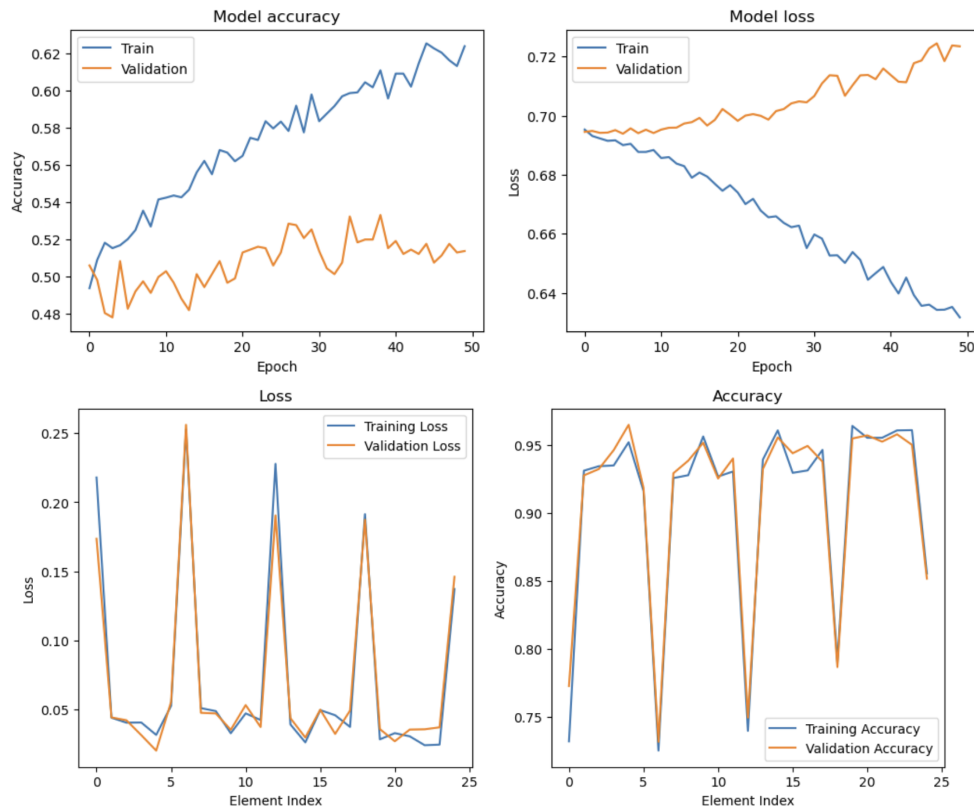 Model accuracy
Train
Validation
0.62
0.60
0.58
0.56
0.54
0.52
0.50
0.48
Accuracy
0
10
20
30
40
50
Epoch
Model loss
Train
Validation
0.72
0.70
0.68
0.66
0.64
Loss
0
10
20
30
40
50
Epoch
Loss
Training Loss
Validation Loss
0.25
0.20
0.15
0.10
0.05
Loss
0
5
10
15
20
25
Element Index
Accuracy
0.95
0.90
0.85
0.80
0.75
Accuracy
Training Accuracy
Validation Accuracy
0
5
10
15
20
25
Element Index